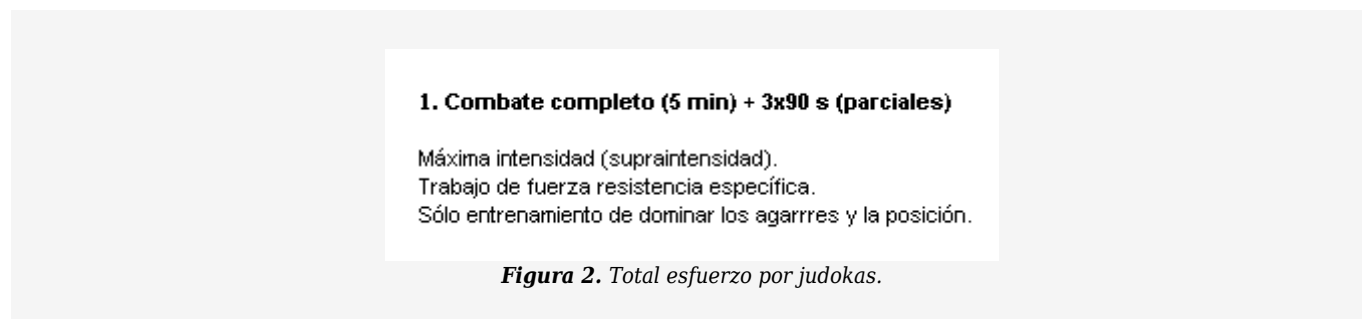 1. Combate completo (5 min) + 3x90 s (parciales)
Máxima intensidad (supraintensidad).
Trabajo de fuerza resistencia específica.
Sólo entrenamiento de dominar los agarrres y la posición.
Figura 2. Total esfuerzo por judokas.